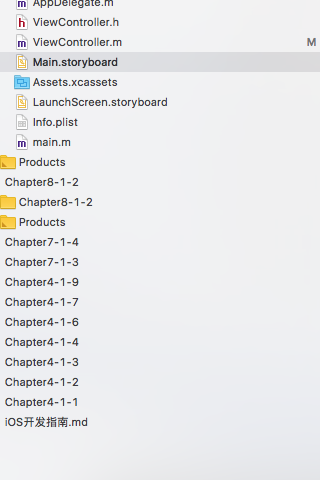 AppDelegate.m
ViewController.h
ViewController.m M
Main.storyboard
Assets.xcassets
LaunchScreen.storyboard
Info.plist
main.m
Products
Chapter8-1-2
Chapter8-1-2
Products
Chapter7-1-4
Chapter7-1-3
Chapter4-1-9
Chapter4-1-7
Chapter4-1-6
Chapter4-1-4
Chapter4-1-3
Chapter4-1-2
Chapter4-1-1
iOS开发指南.md